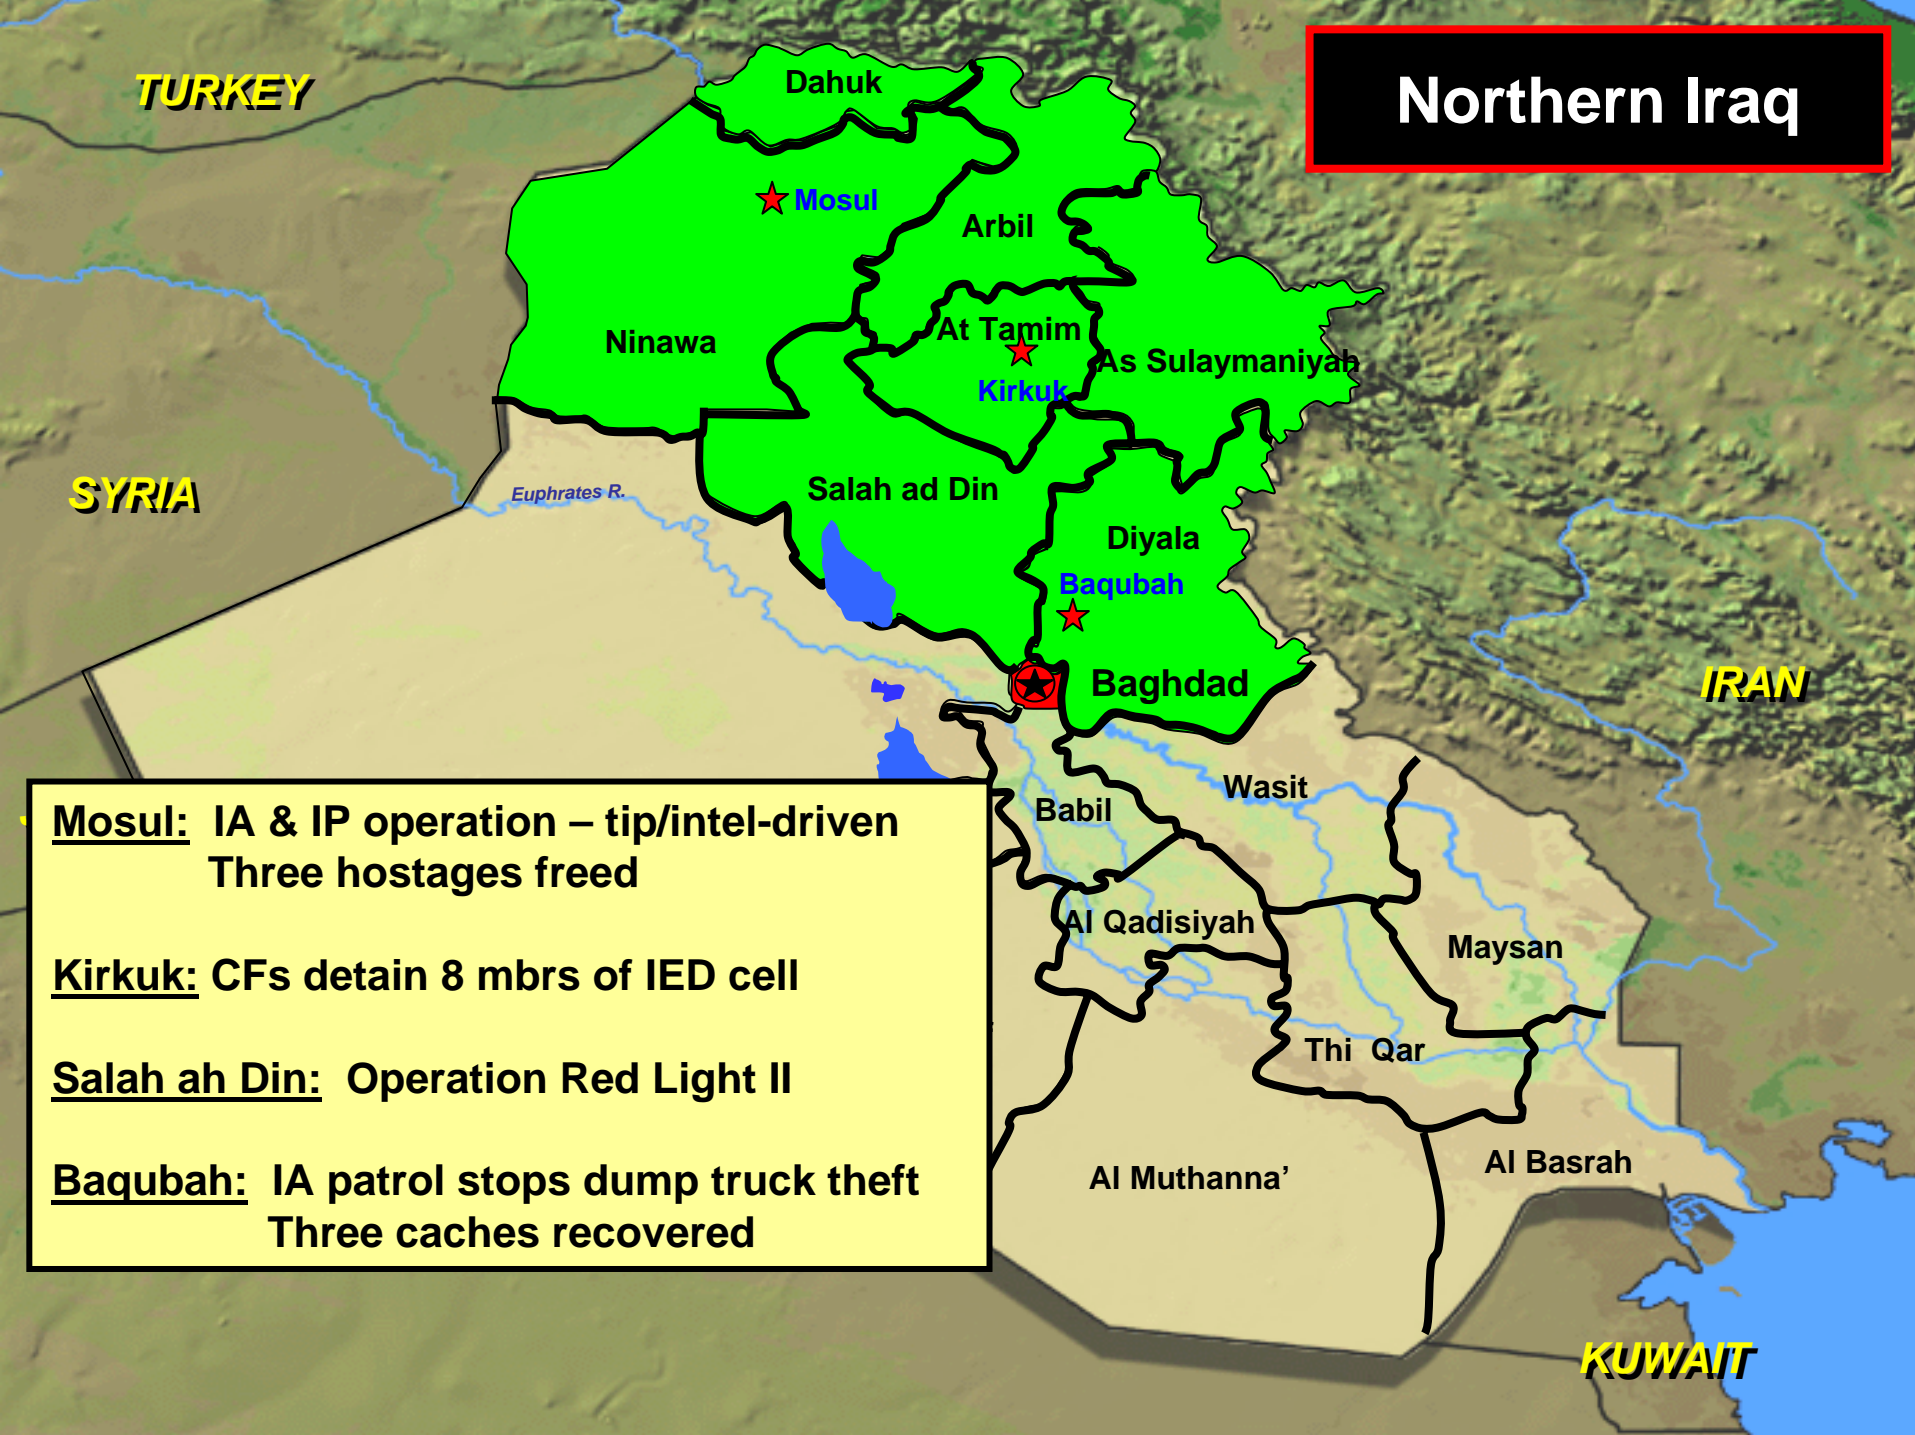 Northern Iraq
TURKEY
Dahuk
Mosul
Arbil
Ninawa
At Tamim
Kirkuk
As Sulaymaniyah
SYRIA
Euphrates R.
Salah ad Din
Diyala
Baqubah
Baghdad
IRAN
Wasit
Babil
Al Qadisiyah
Maysan
Thi Qar
Al Muthanna’
Al Basrah
KUWAIT
Mosul: IA & IP operation – tip/intel-driven
Three hostages freed
Kirkuk: CFs detain 8 mbrs of IED cell
Salah ah Din: Operation Red Light II
Baqubah: IA patrol stops dump truck theft
Three caches recovered